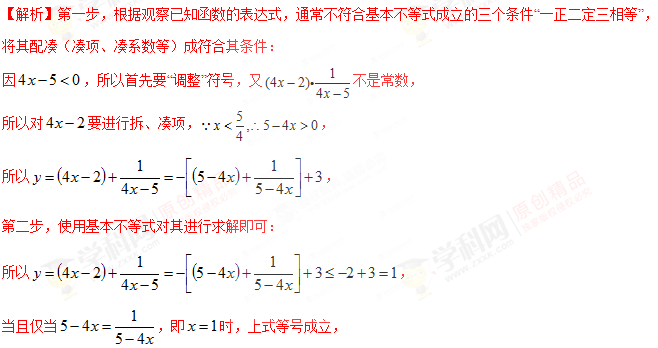 【解析】第一步，根据观察已知函数的表达式，通常不符合基本不等式成立的三个条件“一正二定三相等”，
将其配凑（凑项、凑系数等）成符合其条件：
因 4x−5<0 ，所以首先要“调整”符号，又 (4x−2)•1/(4x−5) 不是常数，
所以对 4x−2 要进行拆、凑项，∵x<5/4,∴5−4x>0，
所以 y=(4x−2)+1/(4x−5)=−[(5−4x)+1/(5−4x)]+3，
第二步，使用基本不等式对其进行求解即可：
所以 y=(4x−2)+1/(4x−5)=−[(5−4x)+1/(5−4x)]+3≤−2+3=1，
当且仅当 5−4x=1/(5−4x)，即 x=1 时，上式等号成立，